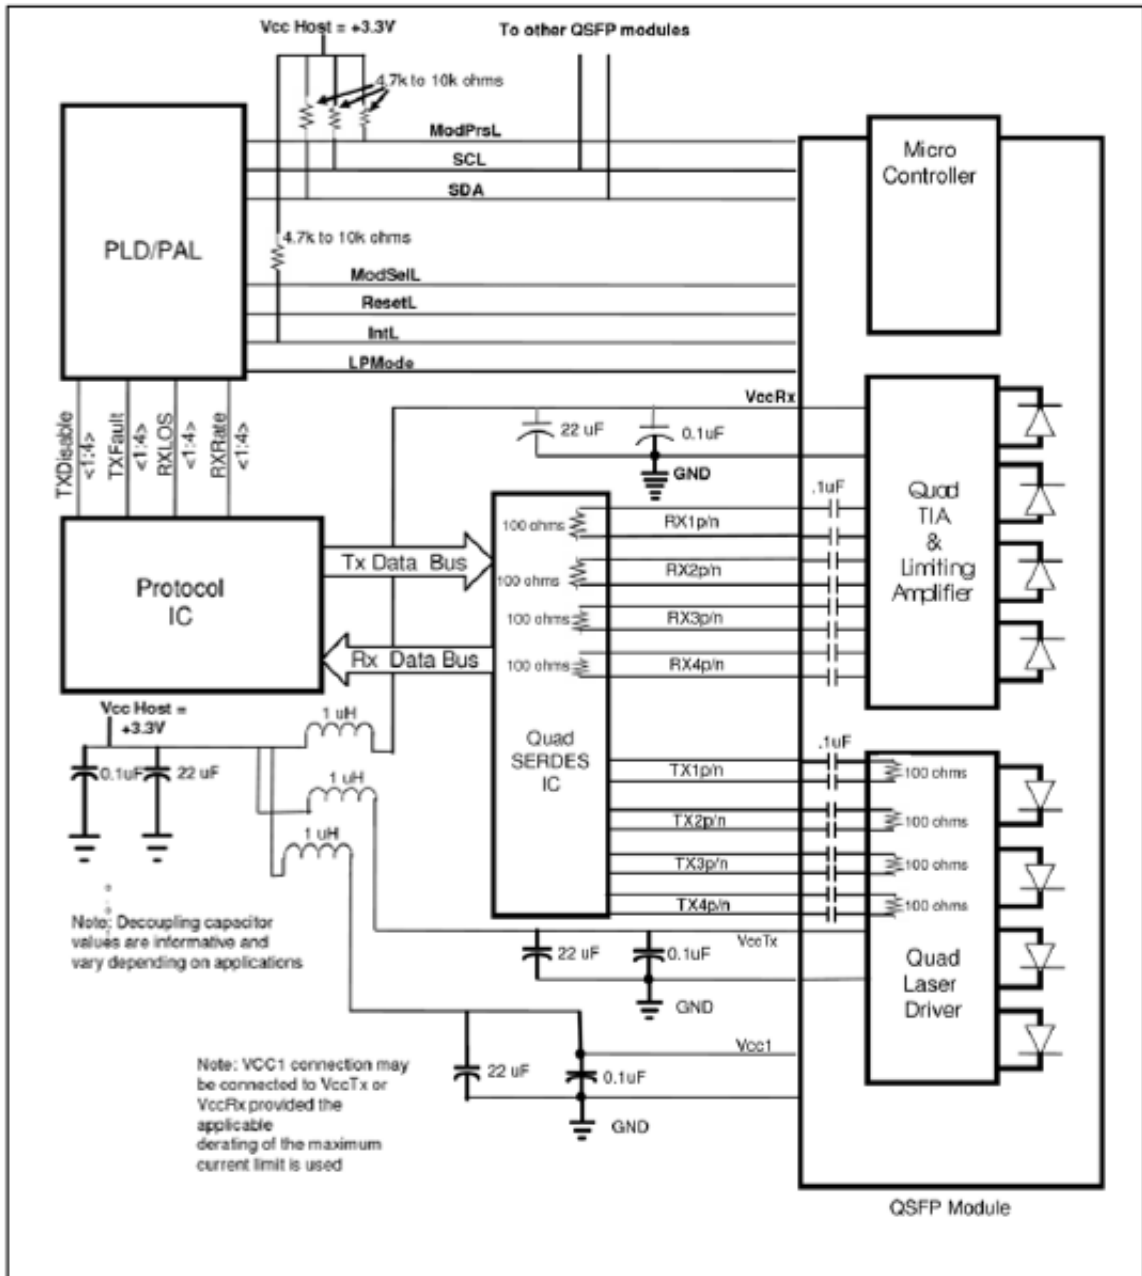 Vcc Host = +3.3V
To other QSFP modules
4.7k to 10k ohms
ModPrsL
SCL
SDA
Micro
Controller
PLD/PAL
4.7k to 10k ohms
ModSelL
ResetL
IntL
LPMode
VccRx
TXDisable
<1:4>
TXFault
<1:4>
RXLOS
<1:4>
RXRate
<1:4>
22 uF
0.1uF
GND
.1uF
Quad
TIA
&
Limiting
Amplifier
100 ohms
RX1p/n
Tx Data Bus
100 ohms
RX2p/n
Protocol
IC
100 ohms
RX3p/n
Rx Data Bus
100 ohms
RX4p/n
Vcc Host =
+3.3V
1 uH
0.1uF
22 uF
1 uH
1 uH
Quad
SERDES
IC
.1uF
TX1p/n
100 ohms
TX2p/n
100 ohms
TX3p/n
100 ohms
TX4p/n
100 ohms
Note: Decoupling capacitor
values are informative and
vary depending on applications
VccTx
22 uF
0.1uF
GND
Quad
Laser
Driver
Vcc1
22 uF
0.1uF
GND
Note: VCC1 connection may
be connected to VccTx or
VccRx provided the
applicable
derating of the maximum
current limit is used
QSFP Module